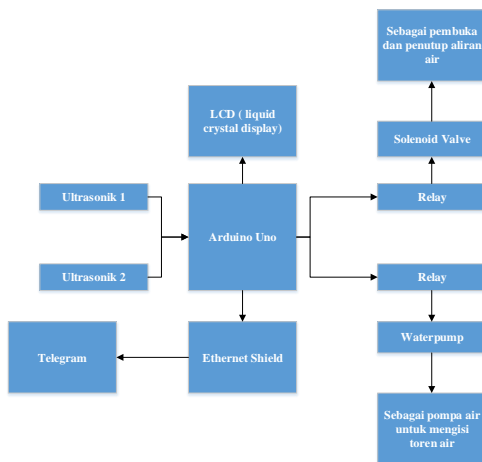 Sebagai pembuka
dan penutup aliran
air
LCD ( liquid
crystal display)
Solenoid Valve
Ultrasonik 1
Arduino Uno
Relay
Ultrasonik 2
Relay
Telegram
Ethernet Shield
Waterpump
Sebagai pompa air
untuk mengisi
toren air